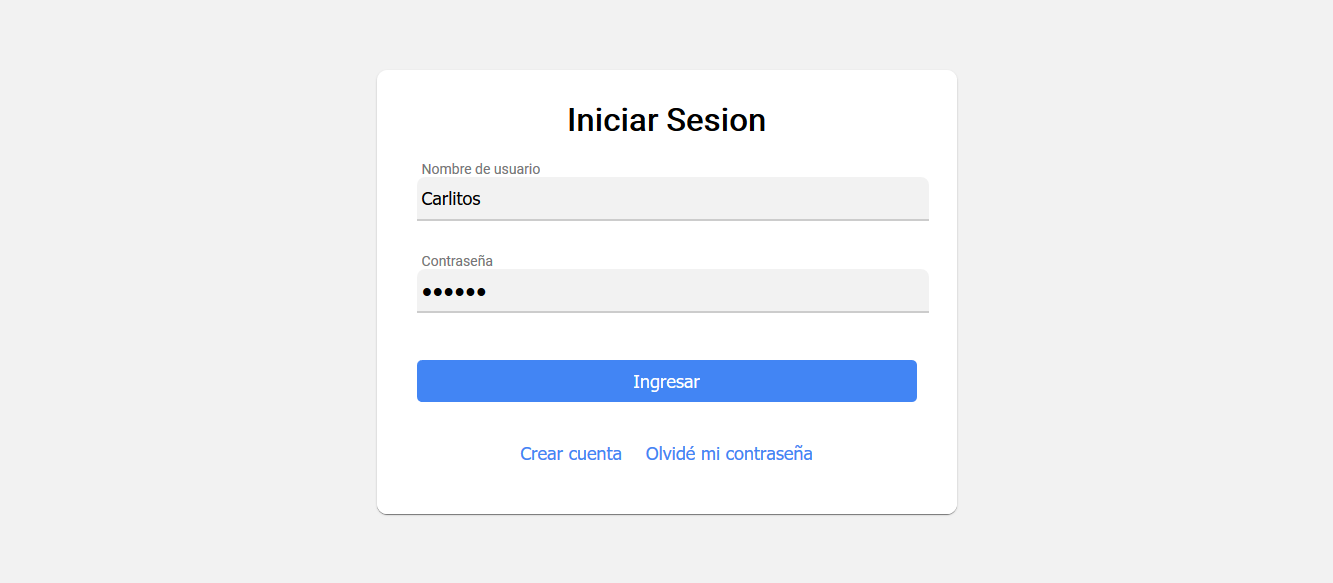 Iniciar Sesion
Nombre de usuario
Carlitos
Contraseña
••••••
Ingresar
Crear cuenta Olvidé mi contraseña